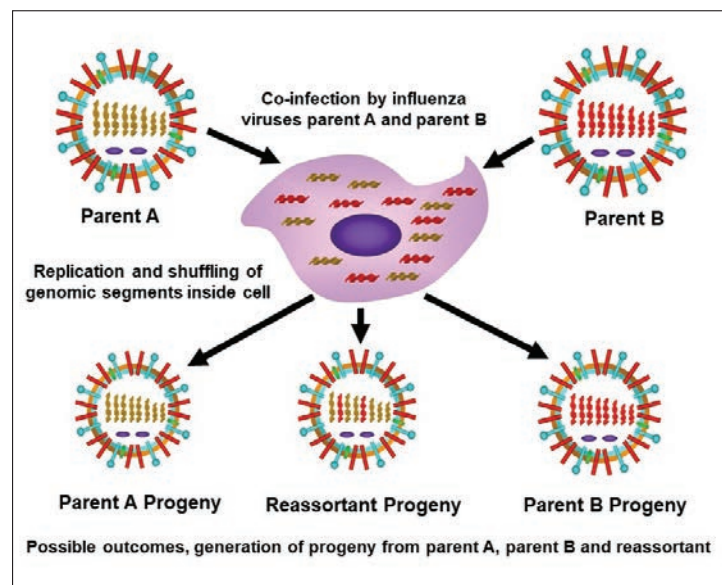 Co-infection by influenza
viruses parent A and parent B
Parent A
Parent B
Replication and shuffling of
genomic segments inside cell
Parent A Progeny
Reassortant Progeny
Parent B Progeny
Possible outcomes, generation of progeny from parent A, parent B and reassortant